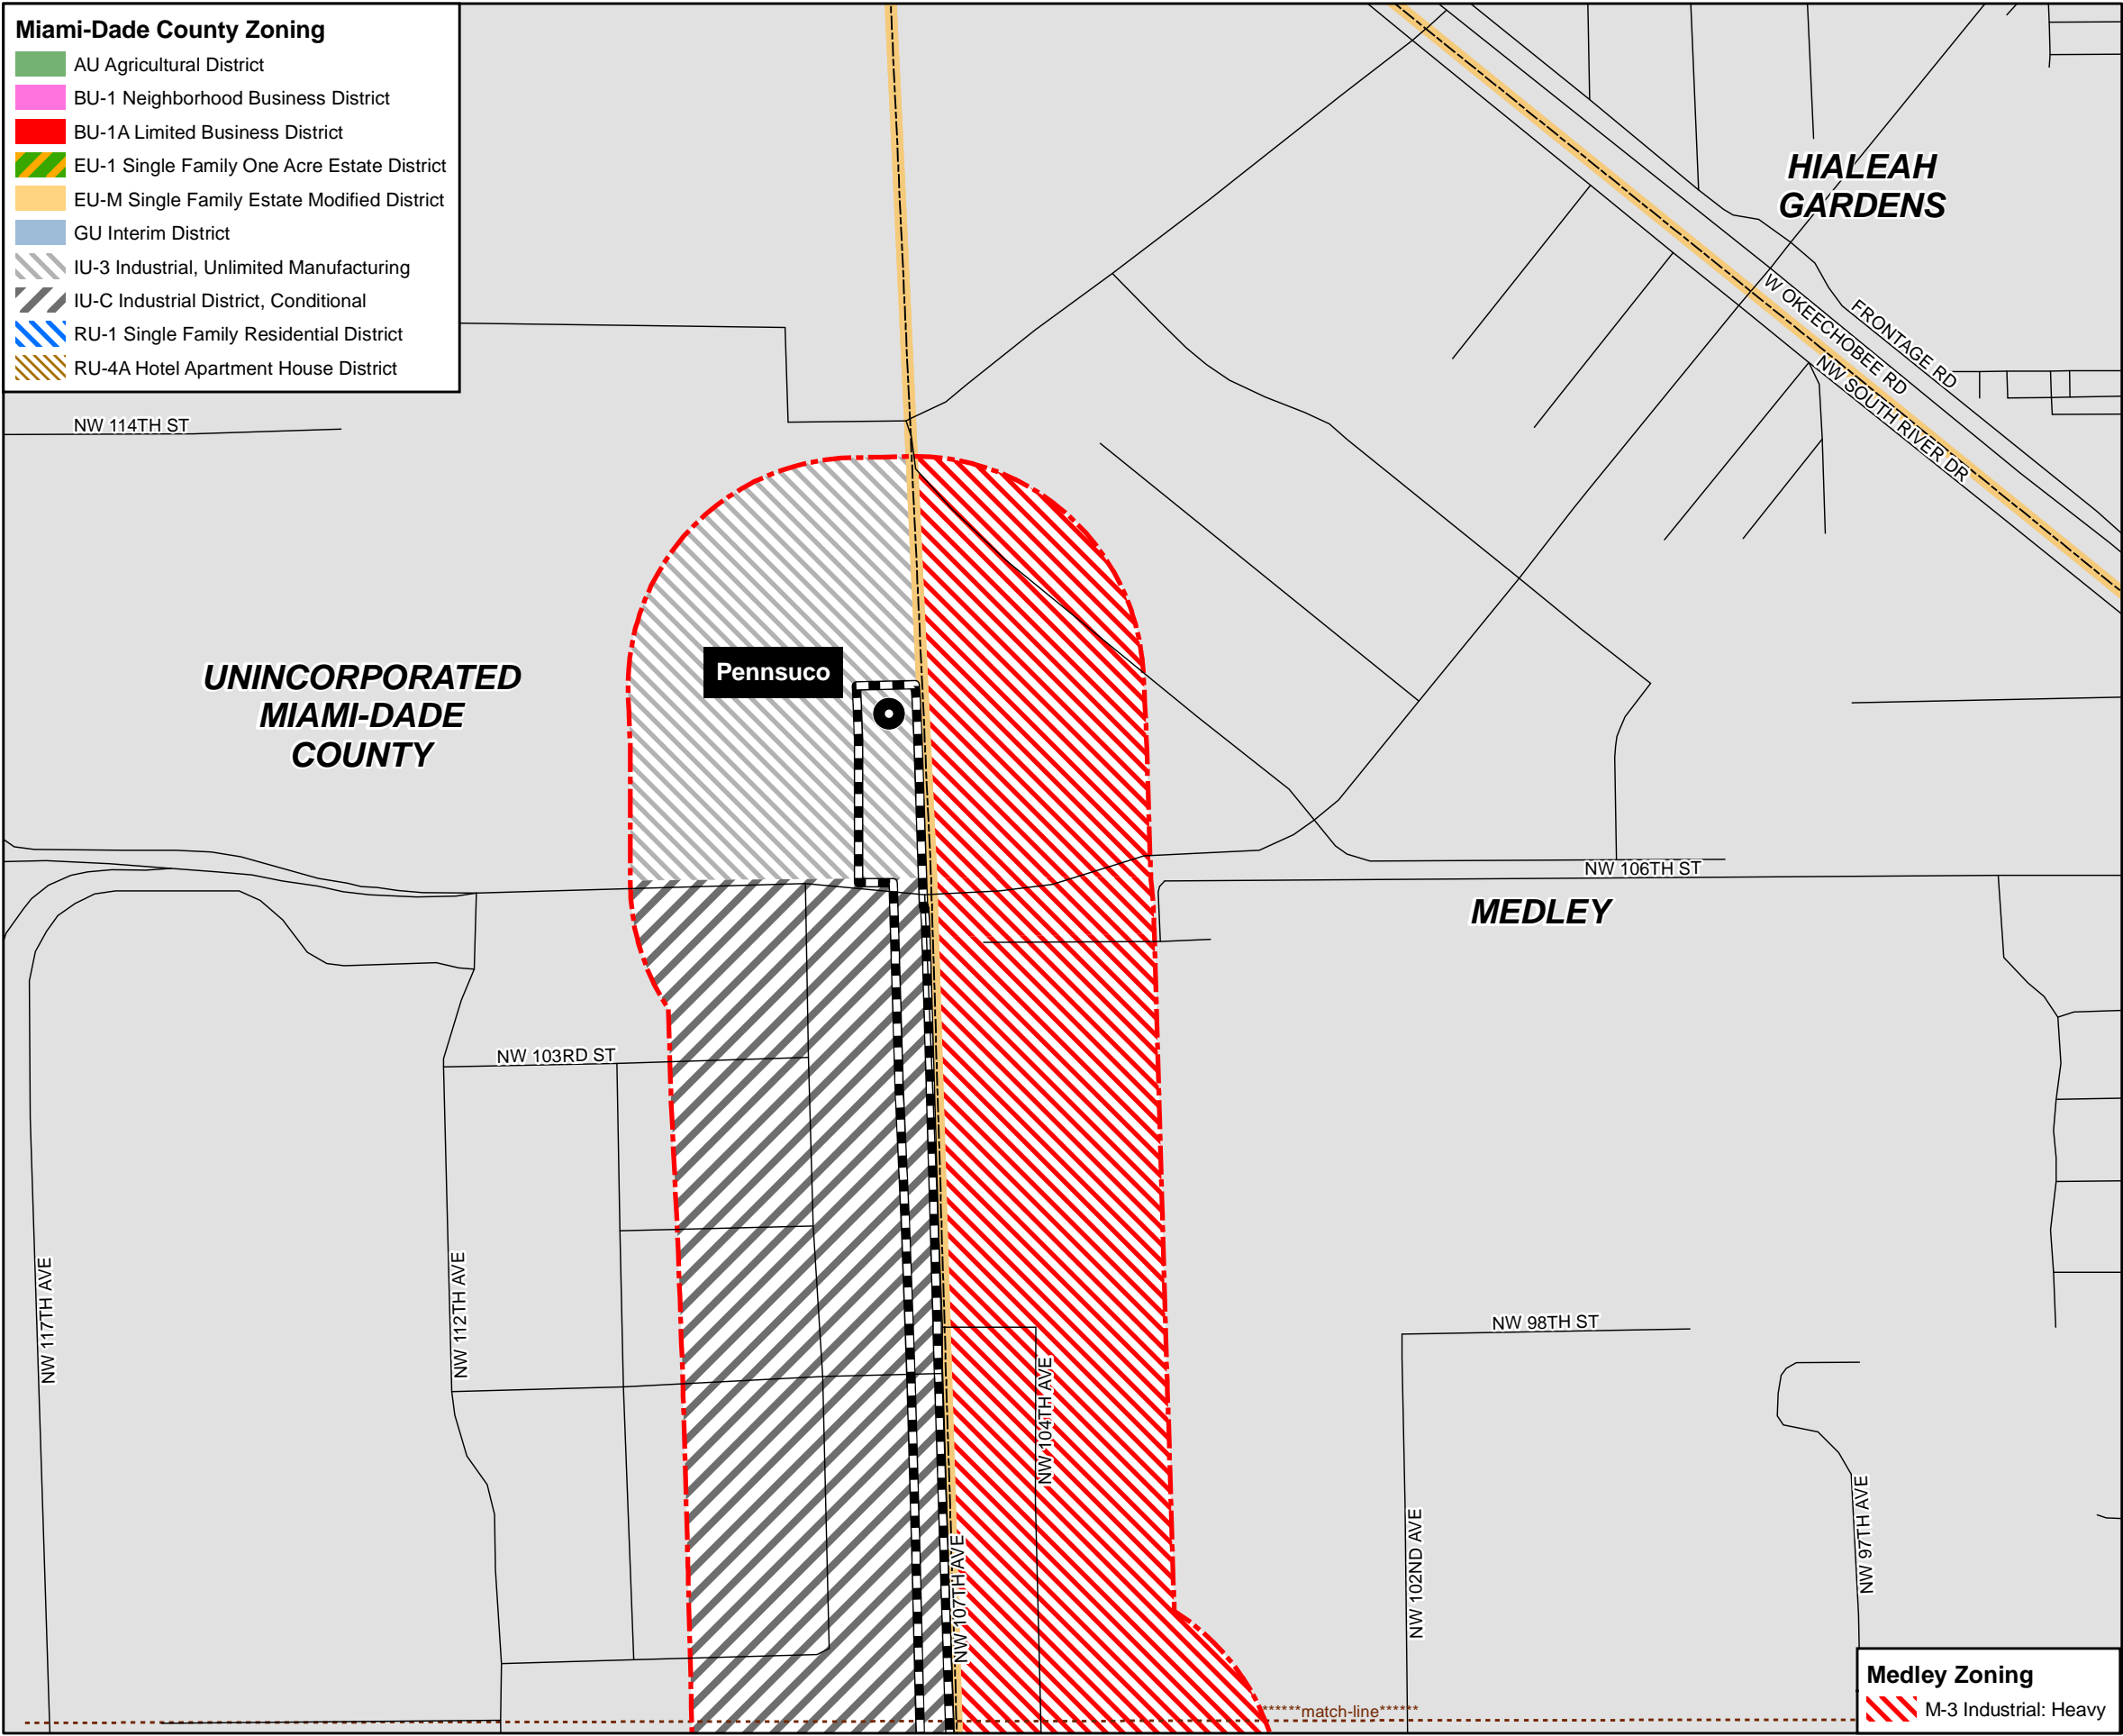 Miami-Dade County Zoning
AU Agricultural District
BU-1 Neighborhood Business District
BU-1A Limited Business District
EU-1 Single Family One Acre Estate District
EU-M Single Family Estate Modified District
GU Interim District
IU-3 Industrial, Unlimited Manufacturing
IU-C Industrial District, Conditional
RU-1 Single Family Residential District
RU-4A Hotel Apartment House District
HIALEAH
GARDENS
W OKEECHOBEE RD
FRONTAGE RD
NW SOUTH RIVER DR
NW 114TH ST
UNINCORPORATED
MIAMI-DADE
COUNTY
Pennsuco
NW 106TH ST
MEDLEY
NW 103RD ST
NW 117TH AVE
NW 112TH AVE
NW 98TH ST
NW 104TH AVE
NW 107TH AVE
NW 102ND AVE
NW 97TH AVE
******match-line******
Medley Zoning
M-3 Industrial: Heavy